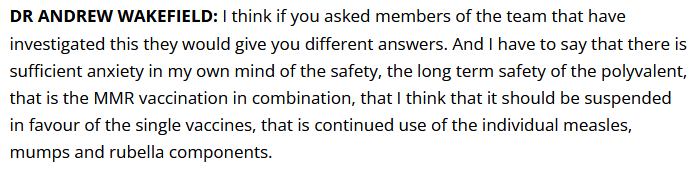 DR ANDREW WAKEFIELD: I think if you asked members of the team that have
investigated this they would give you different answers. And I have to say that there is
sufficient anxiety in my own mind of the safety, the long term safety of the polyvalent,
that is the MMR vaccination in combination, that I think that it should be suspended
in favour of the single vaccines, that is continued use of the individual measles,
mumps and rubella components.